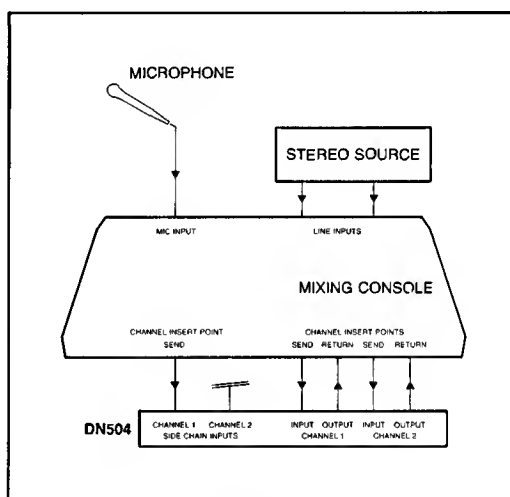 MICROPHONE
STEREO SOURCE
MIC INPUT
LINE INPUTS
MIXING CONSOLE
CHANNEL INSERT POINT
SEND
CHANNEL INSERT POINTS
SEND RETURN SEND RETURN
DN504
CHANNEL 1 CHANNEL 2
SIDE CHAIN INPUTS
INPUT OUTPUT INPUT OUTPUT
CHANNEL 1 CHANNEL 2